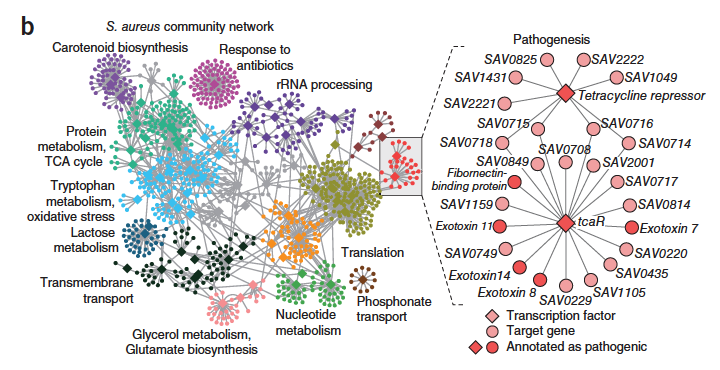 b
S. aureus community network
Carotenoid biosynthesis
Response to
antibiotics
rRNA processing
Protein
metabolism,
TCA cycle
Tryptophan
metabolism,
oxidative stress
Lactose
metabolism
Transmembrane
transport
Glycerol metabolism,
Glutamate biosynthesis
Nucleotide
metabolism
Translation
Phosphonate
transport
Pathogenesis
SAV0825
SAV2222
SAV1431
SAV1049
SAV2221
Tetracycline repressor
SAV0715
SAV0716
SAV0718
SAV0708
SAV0714
SAV0849
SAV2001
Fibornectin-
binding protein
SAV0717
SAV1159
SAV0814
Exotoxin 11
tcaR
Exotoxin 7
SAV0749
SAV0220
Exotoxin14
SAV0435
Exotoxin 8
SAV0229
SAV1105
Transcription factor
Target gene
Annotated as pathogenic